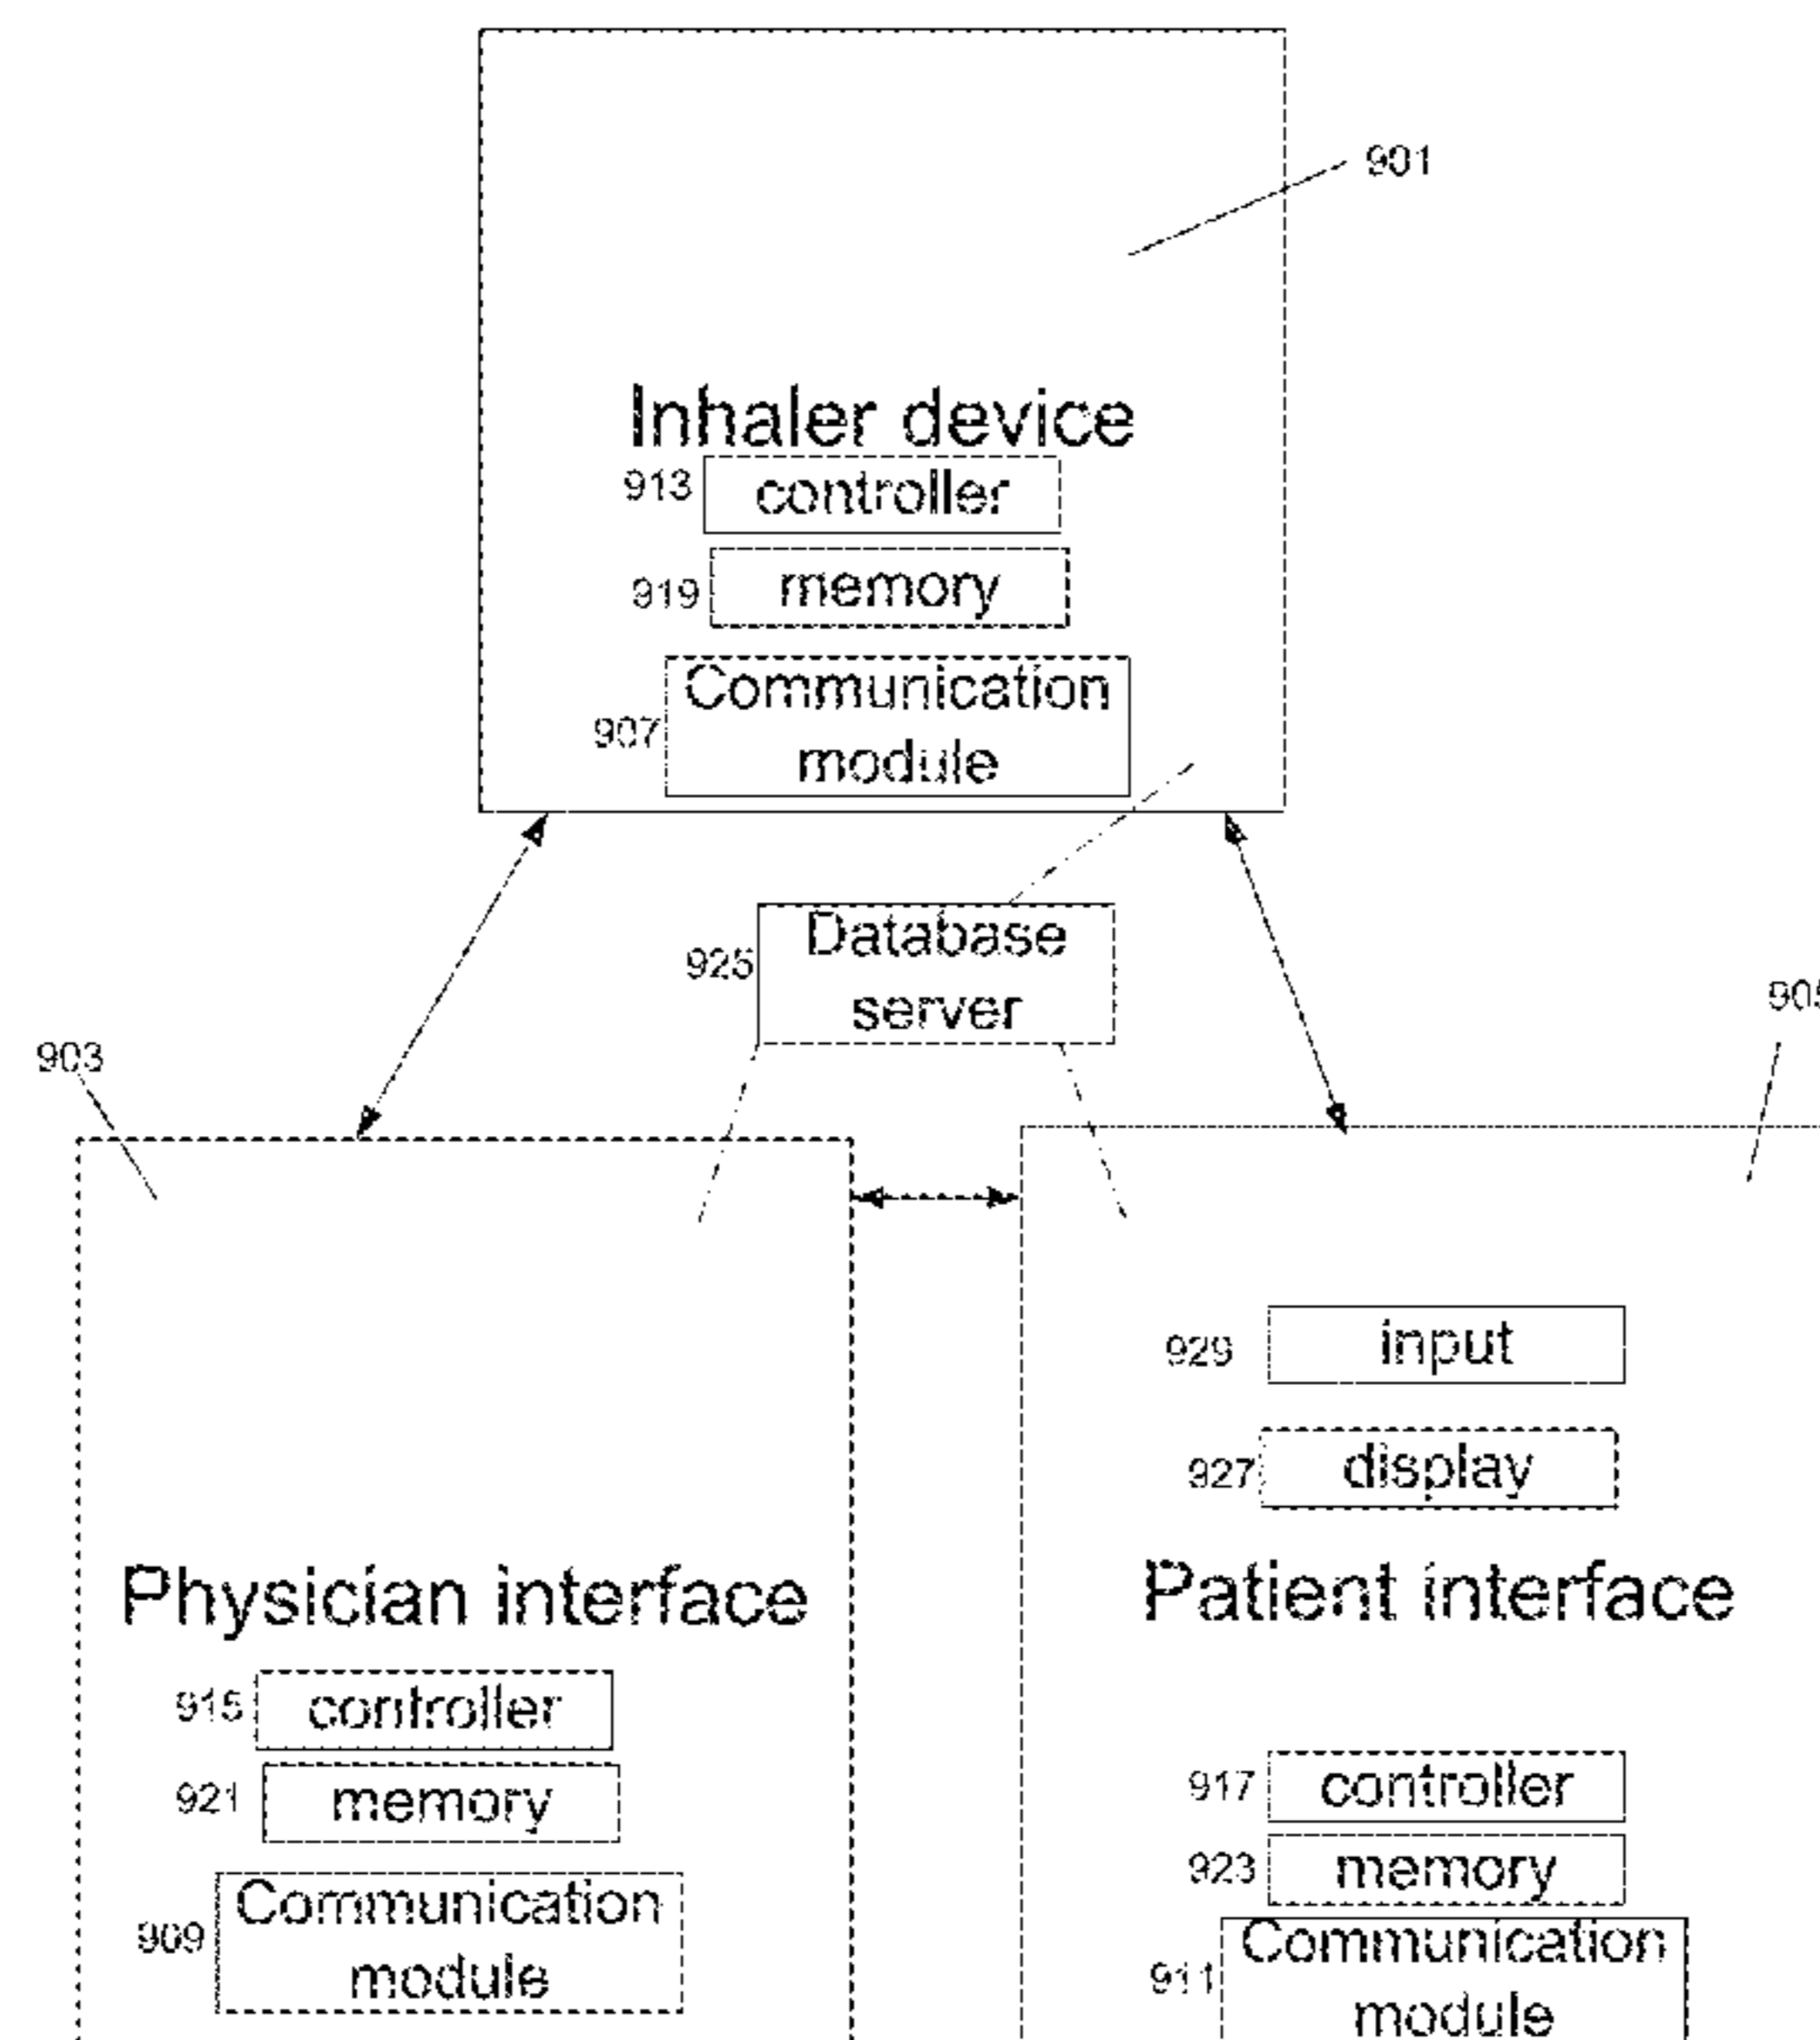 901
Inhaler device
913 controller
919 memory
907 Communication
module
925 Database
server
903
905
929 input
927 display
Physician interface
Patient interface
915 controller
921 memory
909 Communication
module
917 controller
923 memory
911 Communication
module